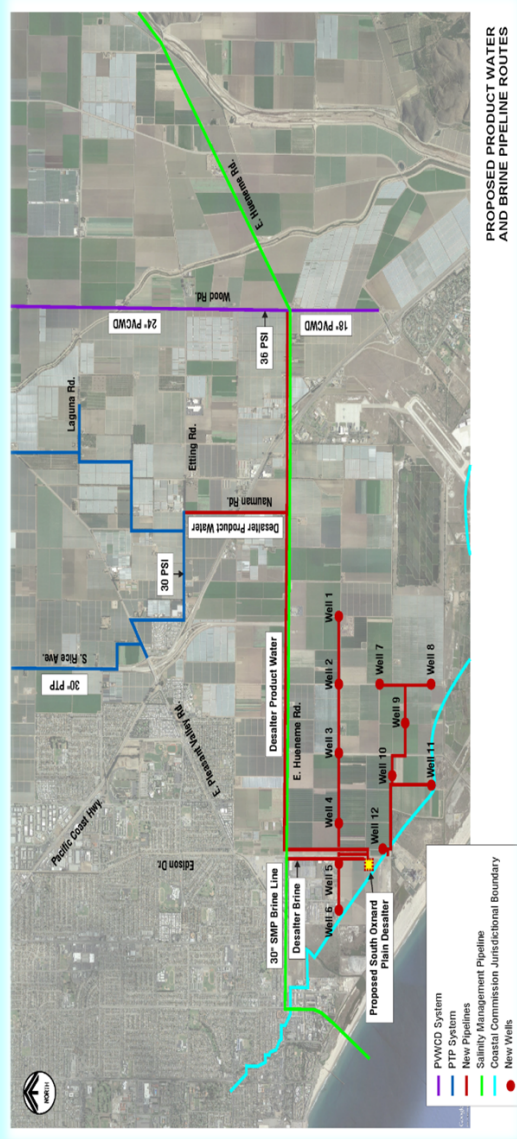 PROPOSED PRODUCT WATER
AND BRINE PIPELINE ROUTES
NORTH
Pacific Coast Hwy.
S. Rice Ave.
30" PTP
Laguna Rd.
24" PVCWD
Wood Rd.
E. Hueneme Rd.
30 PSI
Etting Rd.
36 PSI
18" PVCWD
Nauman Rd.
Desalter Product Water
E. Pleasant Valley Rd.
Edison Dr.
Desalter Product Water
30" SMP Brine Line
E. Hueneme Rd.
Desalter Brine
Well 6
Well 5
Well 4
Well 3
Well 2
Well 1
Proposed South Oxnard
Plain Desalter
Well 12
Well 10
Well 9
Well 7
Well 11
Well 8
PVWCD System
PTP System
New Pipelines
Salinity Management Pipeline
Coastal Commission Jurisdictional Boundary
New Wells